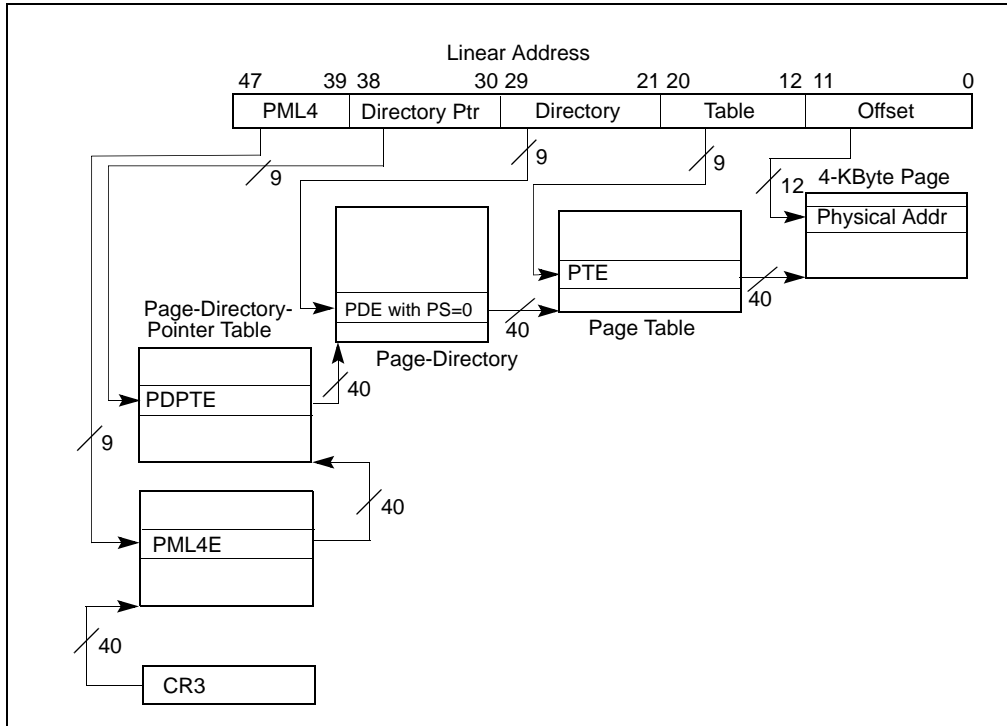 Linear Address
47 39 38 30 29 21 20 12 11 0
PML4 Directory Ptr Directory Table Offset
9 9 9 12 4-KByte Page
Physical Addr
PTE
40
PDE with PS=0
40
Page Table
Page-Directory-
Pointer Table
Page-Directory
40
PDPTE
9
40
PML4E
40
CR3